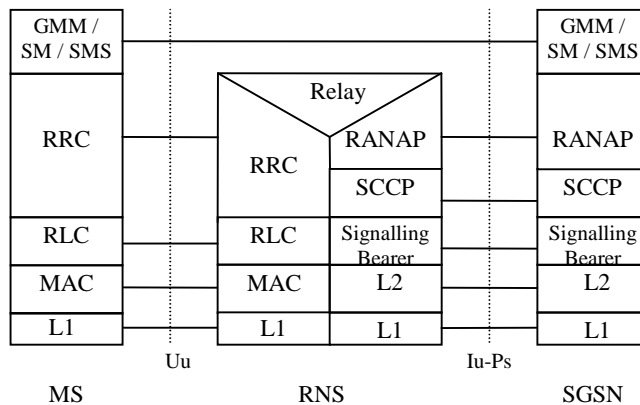 GMM /
SM / SMS
GMM /
SM / SMS
Relay
RRC
RRC
RANAP
RANAP
SCCP
SCCP
RLC
RLC
Signalling
Bearer
Signalling
Bearer
MAC
MAC
L2
L2
L1
L1
L1
L1
Uu
Iu-Ps
MS
RNS
SGSN